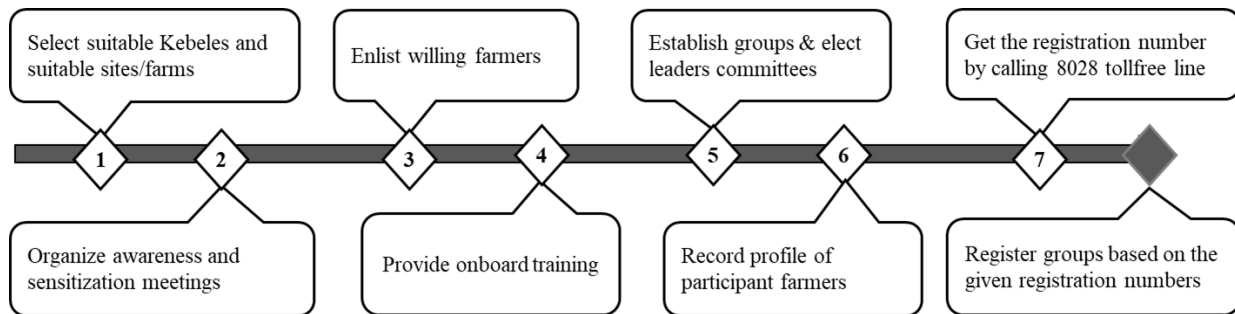 Select suitable Kebeles and
suitable sites/farms
Enlist willing farmers
Establish groups & elect
leaders committees
Get the registration number
by calling 8028 tollfree line
1
2
3
4
5
6
7
Organize awareness and
sensitization meetings
Provide onboard training
Record profile of
participant farmers
Register groups based on the
given registration numbers